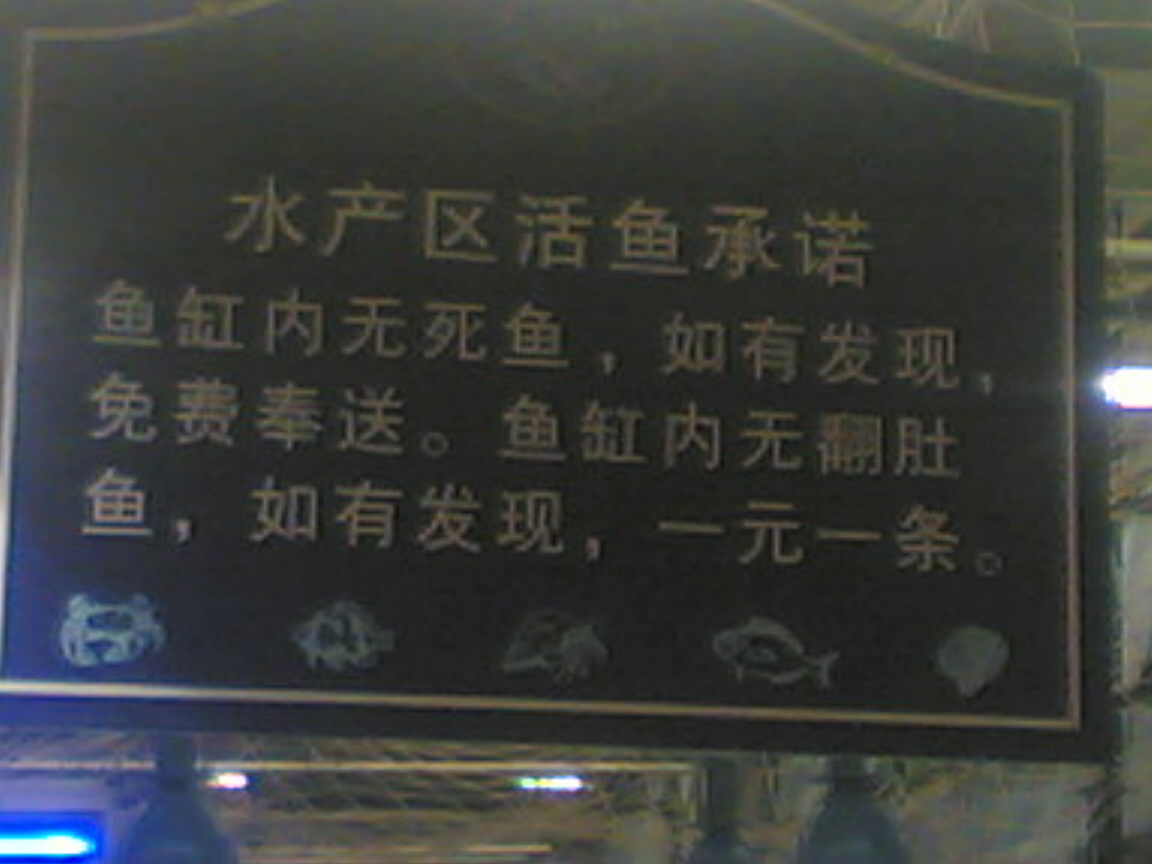 水产区活鱼承诺
鱼缸内无死鱼，如有发现，
免费奉送。鱼缸内无翻肚
鱼，如有发现，一元一条。